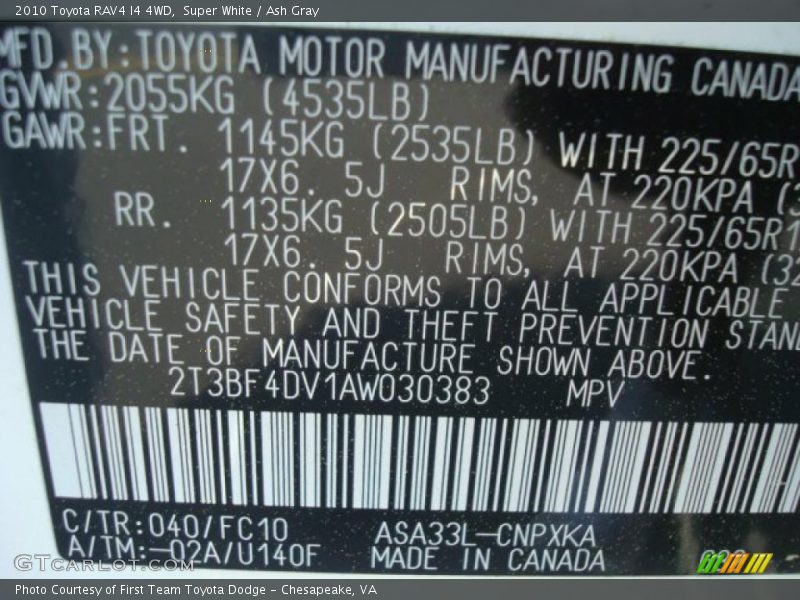 2010 Toyota RAV4 I4 4WD, Super White / Ash Gray
MFD.BY:TOYOTA MOTOR MANUFACTURING CANADA
GVWR:2055KG (4535LB)
GAWR:FRT. 1145KG (2535LB) WITH 225/65R
17X6. 5J RIMS, AT 220KPA (3
RR. 1135KG (2505LB) WITH 225/65R1
17X6. 5J RIMS, AT 220KPA (32
THIS VEHICLE CONFORMS TO ALL APPLICABLE
VEHICLE SAFETY AND THEFT PREVENTION STAN
THE DATE OF MANUFACTURE SHOWN ABOVE.
2T3BF4DV1AW030383 MPV
C/TR:040/FC10 ASA33L-CNPXKA
A/TM:-02A/U140F MADE IN CANADA
GTCarLot.com
Photo Courtesy of First Team Toyota Dodge - Chesapeake, VA